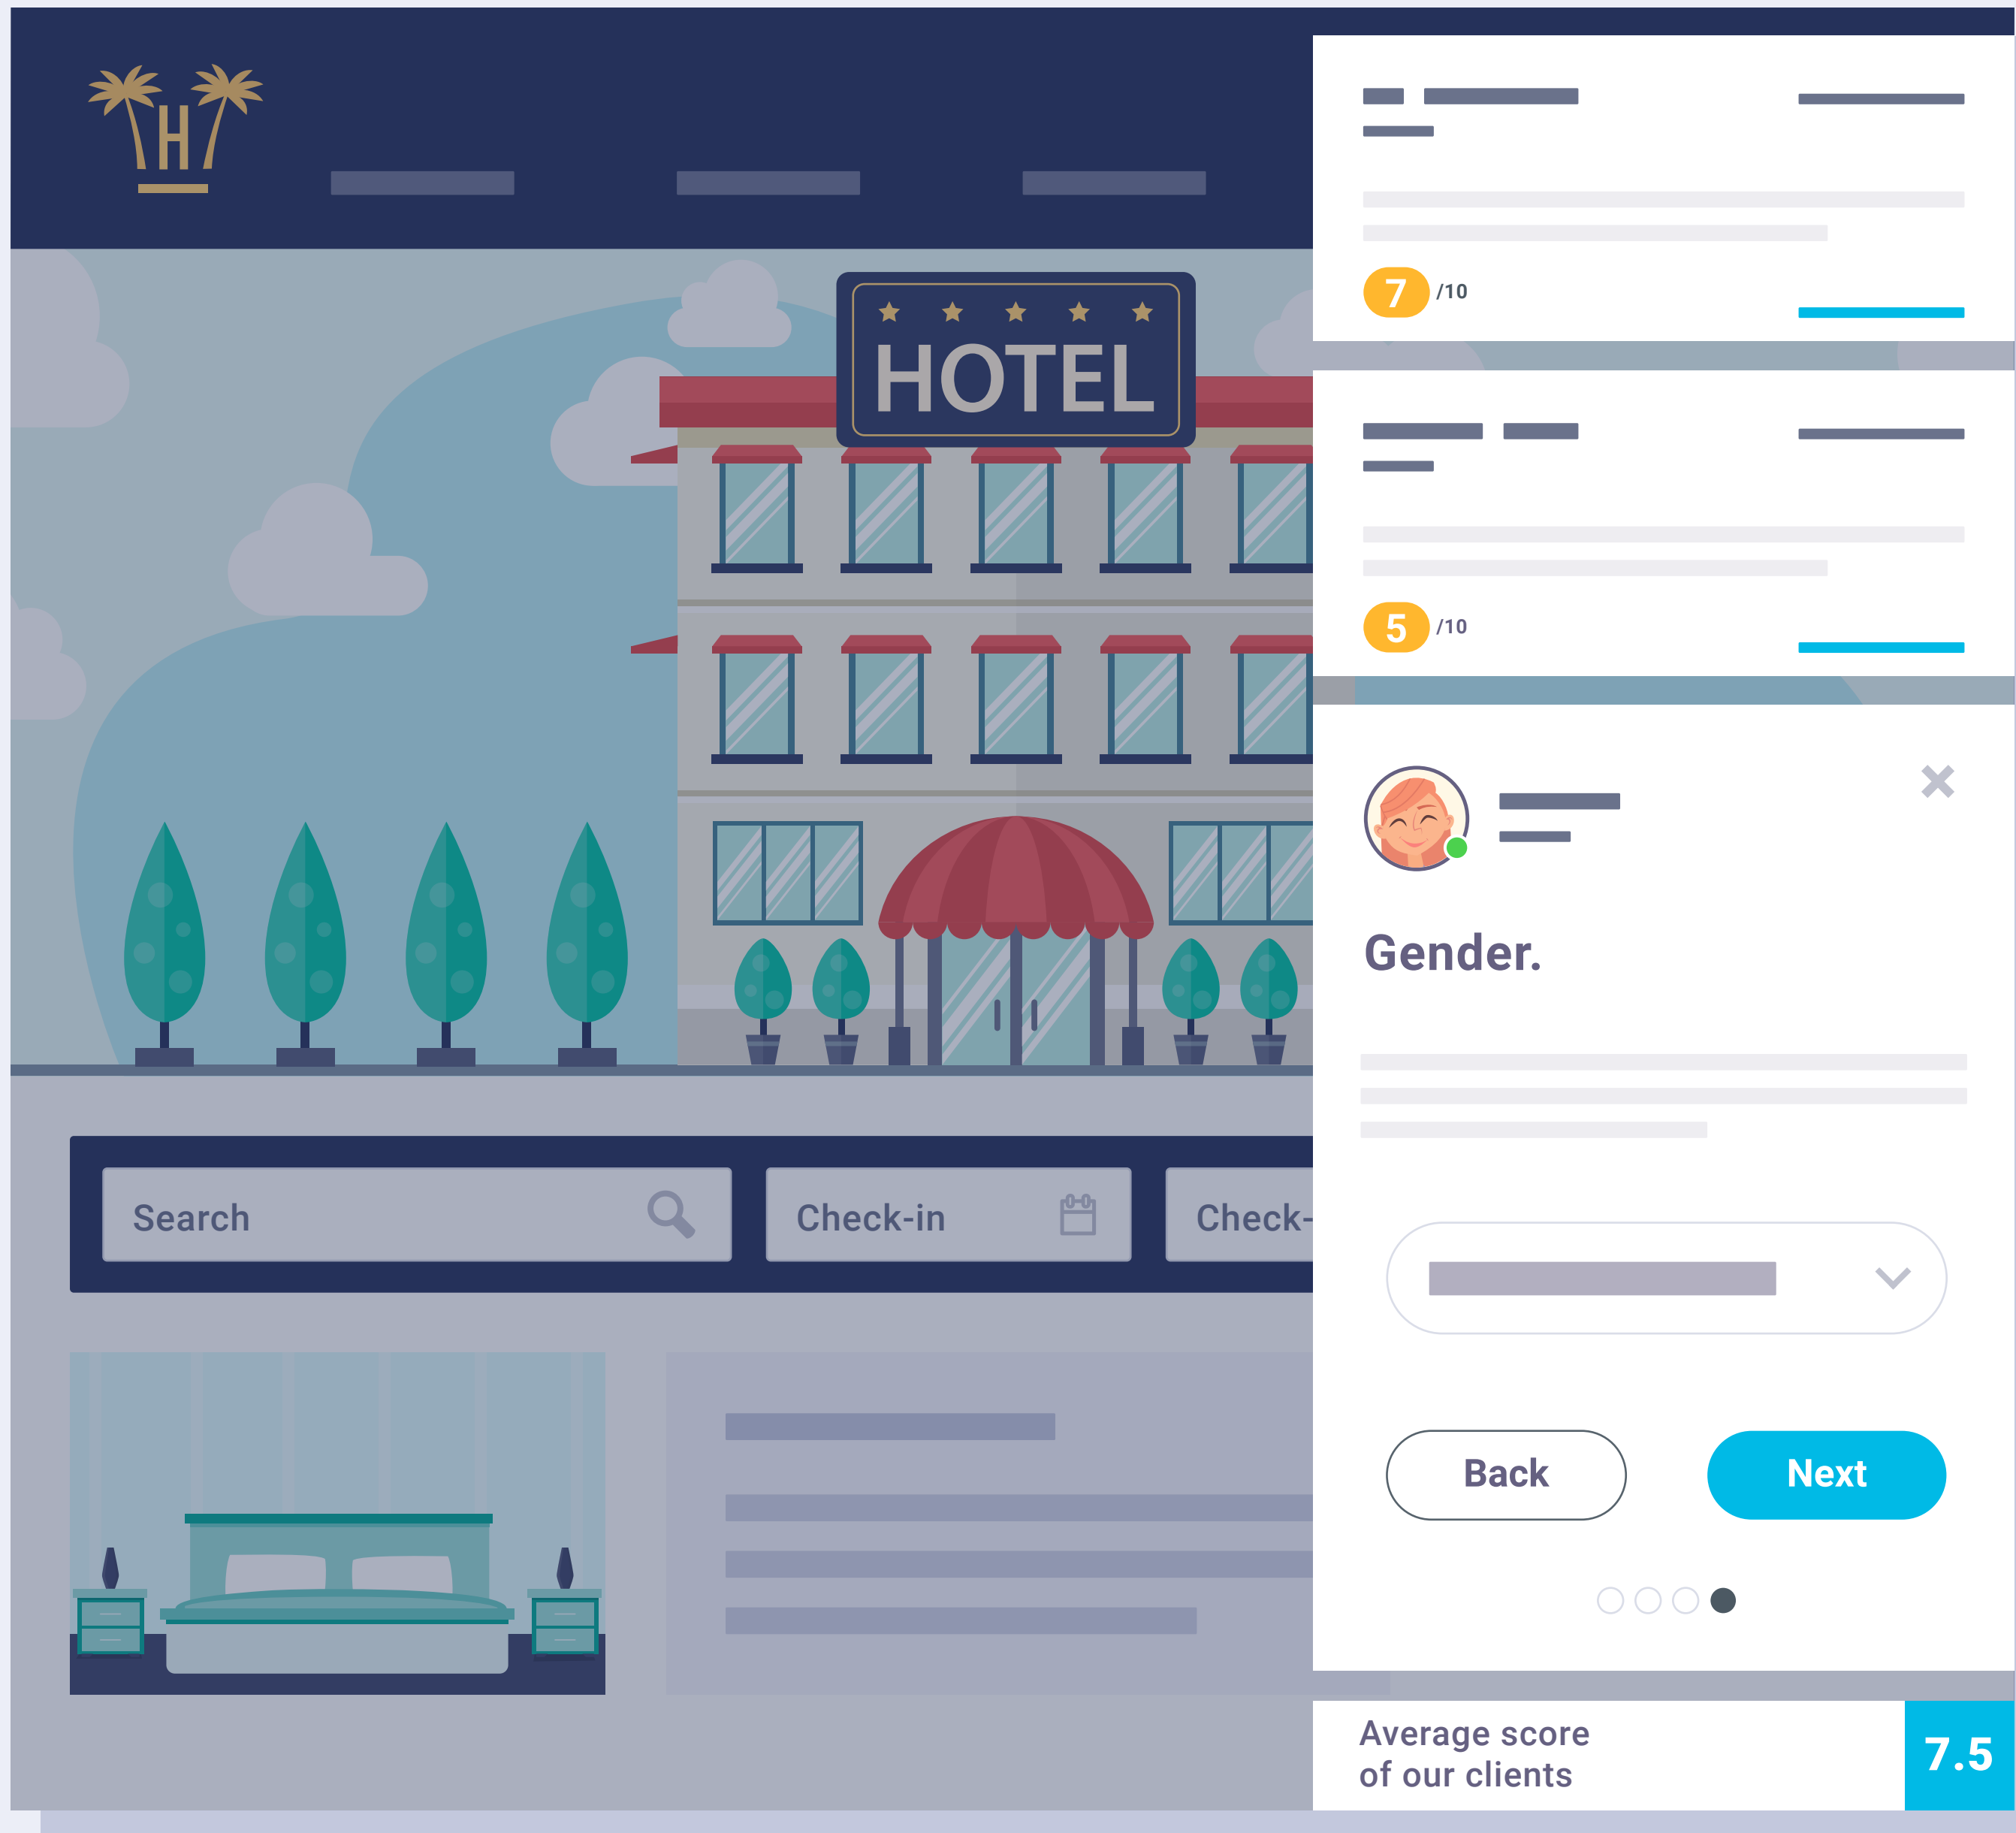 H
HOTEL
7 /10
5 /10
Gender.
Search
Check-in
Check-
Back
Next
Average score
of our clients
7.5